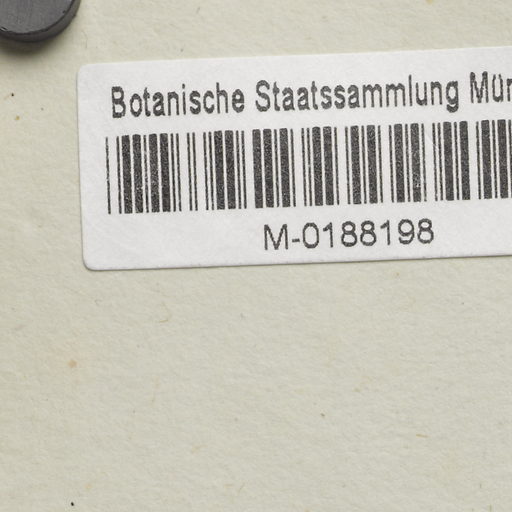 Botanische Staatssammlung Mün
M-0188198